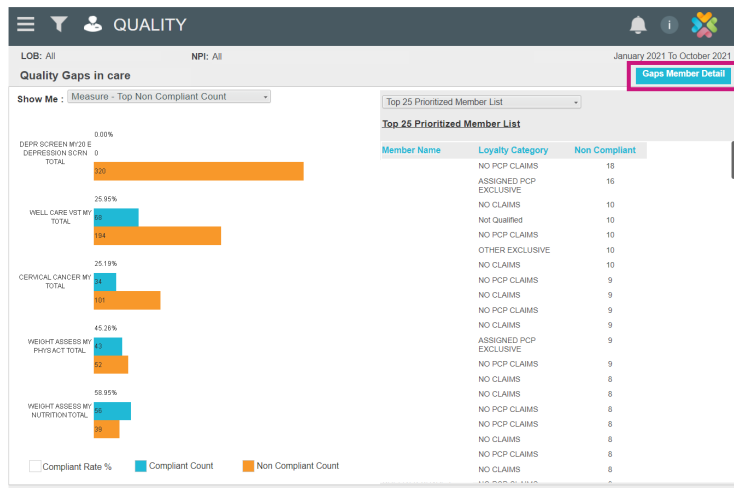 QUALITY
i
LOB: All
NPI: All
January 2021 To October 2021
Quality Gaps in care
Gaps Member Detail
Show Me : Measure - Top Non Compliant Count
0.00%
DEPR SCREEN MY20 E
DEPRESSION SCRN
TOTAL
0
320
25.95%
WELL CARE VST MY
TOTAL
68
194
25.19%
CERVICAL CANCER MY
TOTAL
34
101
45.26%
WEIGHT ASSESS MY
PHYS ACT TOTAL
43
52
58.95%
WEIGHT ASSESS MY
NUTRITION TOTAL
56
39
Compliant Rate %
Compliant Count
Non Compliant Count
Top 25 Prioritized Member List
Top 25 Prioritized Member List
Member Name Loyalty Category Non Compliant
NO PCP CLAIMS 18
ASSIGNED PCP EXCLUSIVE 16
NO CLAIMS 10
Not Qualified 10
NO PCP CLAIMS 10
OTHER EXCLUSIVE 10
NO CLAIMS 10
NO PCP CLAIMS 9
NO CLAIMS 9
NO PCP CLAIMS 9
NO CLAIMS 9
ASSIGNED PCP EXCLUSIVE 9
NO PCP CLAIMS 9
NO CLAIMS 8
NO CLAIMS 8
NO PCP CLAIMS 8
NO PCP CLAIMS 8
NO CLAIMS 8
NO PCP CLAIMS 8
NO CLAIMS 8